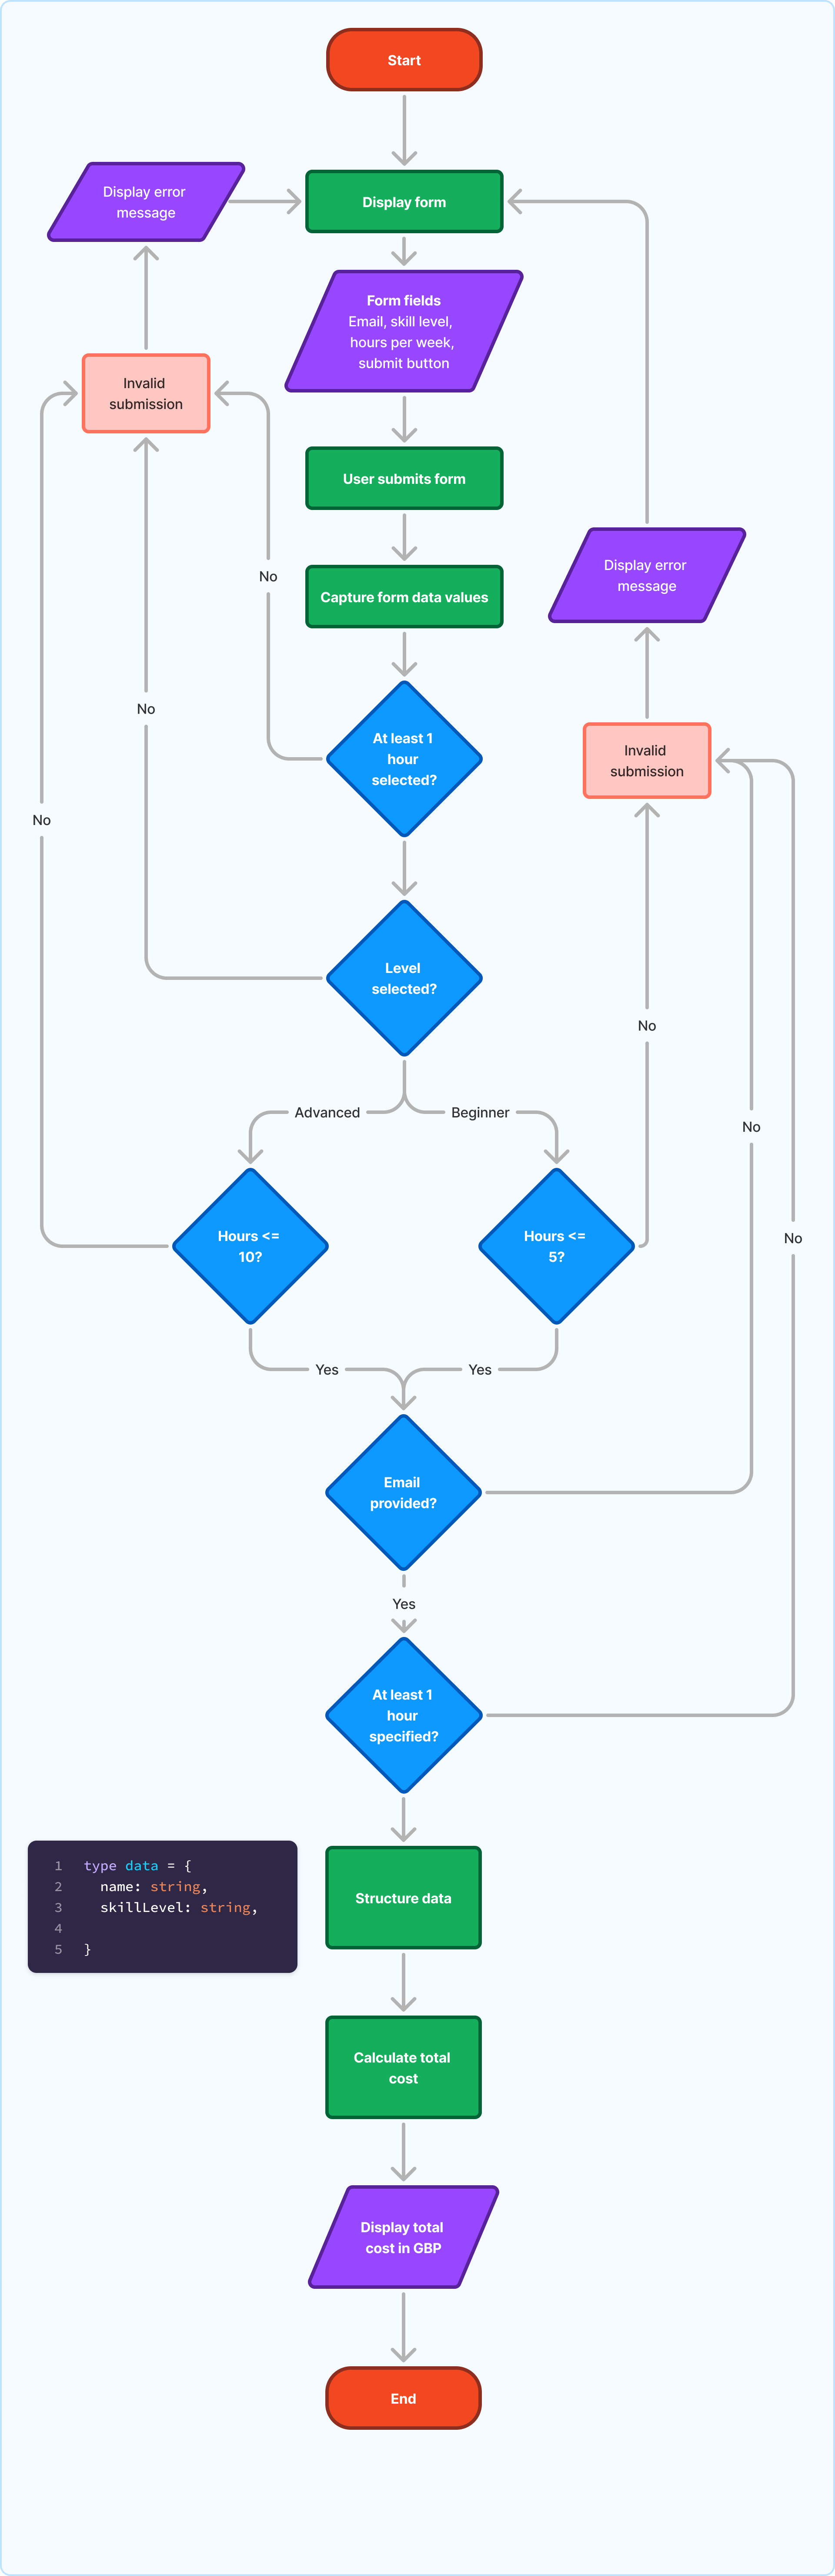 Start
Display error
message
Display form
Form fields
Email, skill level,
hours per week,
submit button
Invalid
submission
User submits form
Display error
message
No
Capture form data values
No
At least 1
hour
selected?
Invalid
submission
No
Level
selected?
No
Advanced
Beginner
No
Hours <=
10?
Hours <=
5?
No
Yes
Yes
Email
provided?
Yes
At least 1
hour
specified?
1 type data = {
2 name: string,
3 skillLevel: string,
4
5 }
Structure data
Calculate total
cost
Display total
cost in GBP
End